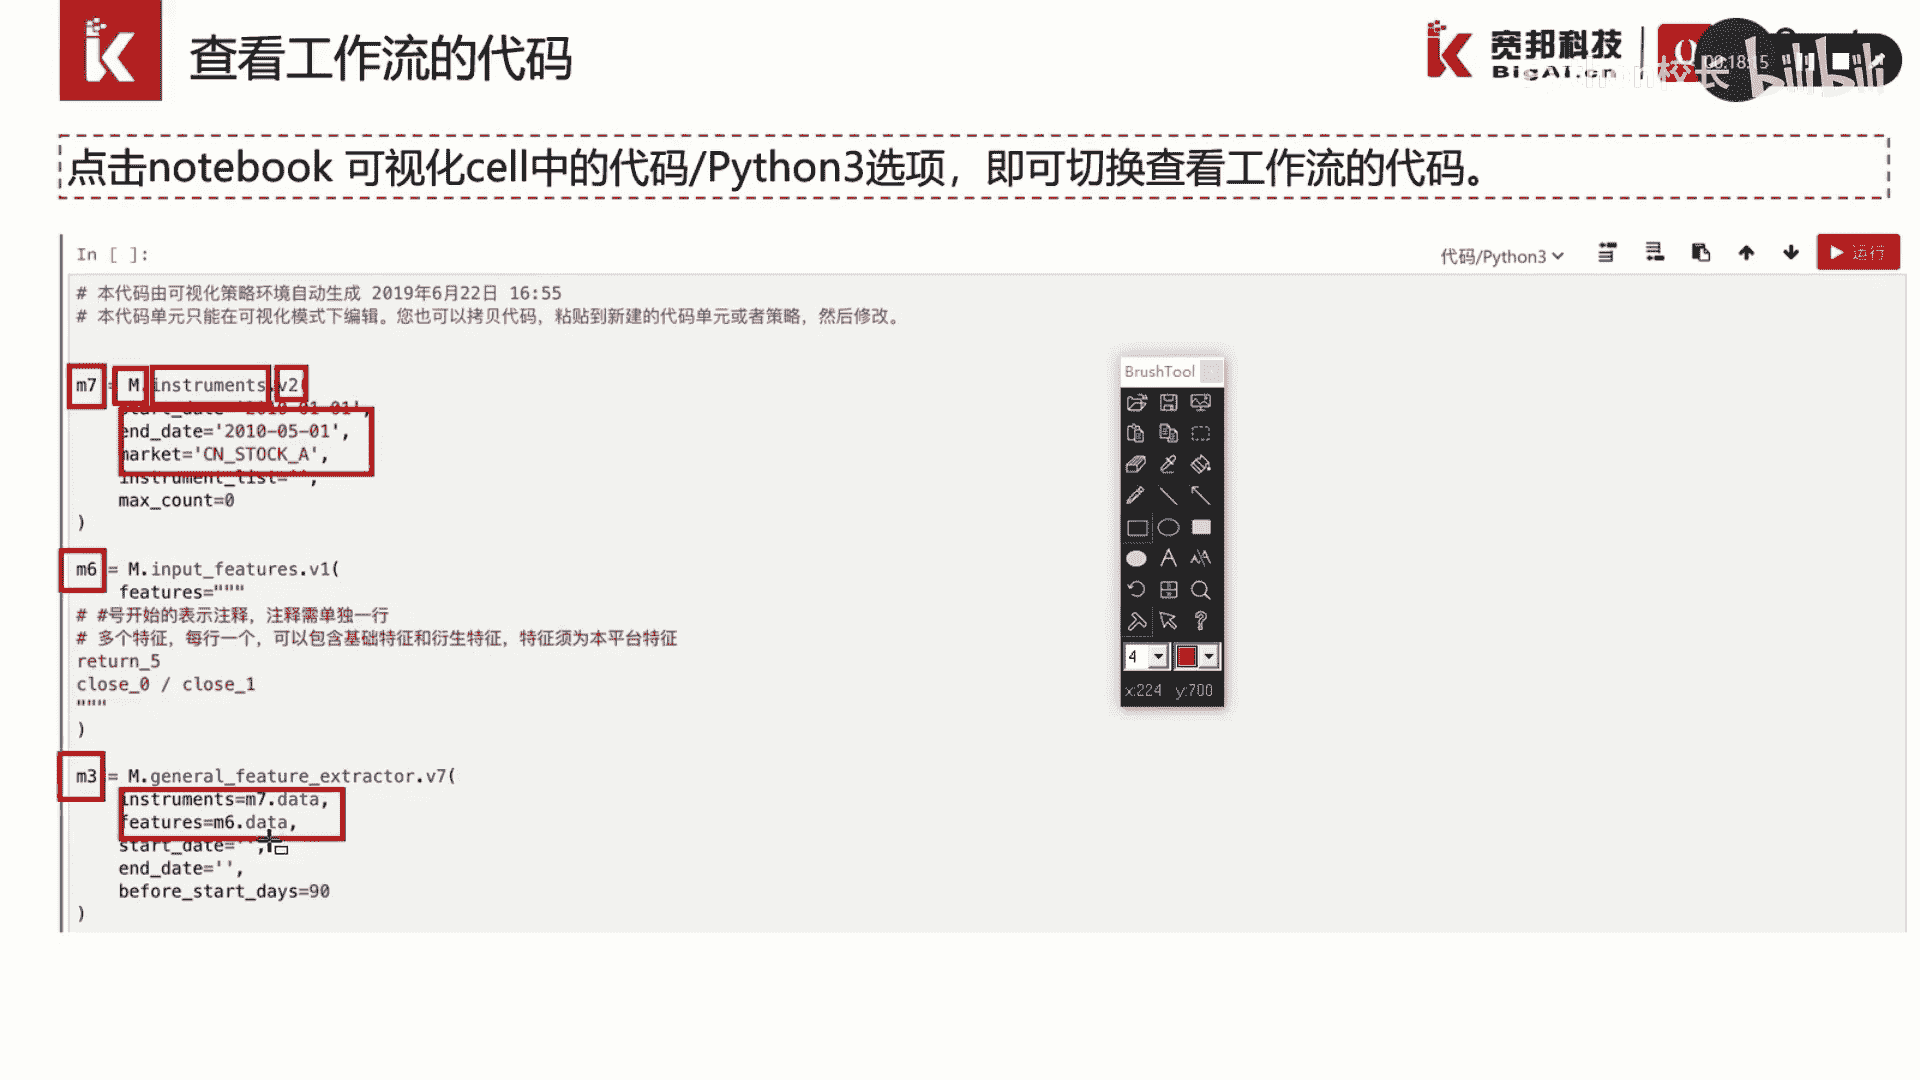 查看工作流的代码
宽邦科技
BigAi.cn
00:18:15
校长
bilibili
点击notebook 可视化cell中的代码/Python3选项，即可切换查看工作流的代码。
In [ ]:
代码/Python3
运行
# 本代码由可视化策略环境自动生成 2019年6月22日 16:55
# 本代码单元只能在可视化模式下编辑。您也可以拷贝代码，粘贴到新建的代码单元或者策略，然后修改。
m7 = M.instruments.v2(
start_date='2010-01-01',
end_date='2010-05-01',
market='CN_STOCK_A',
instrument_list='',
max_count=0
)
m6 = M.input_features.v1(
features="""
# #号开始的表示注释，注释需单独一行
# 多个特征，每行一个，可以包含基础特征和衍生特征，特征须为本平台特征
return_5
close_0 / close_1
"""
)
m3 = M.general_feature_extractor.v7(
instruments=m7.data,
features=m6.data,
start_date='',
end_date='',
before_start_days=90
)
BrushTool
4
x:224 y:700